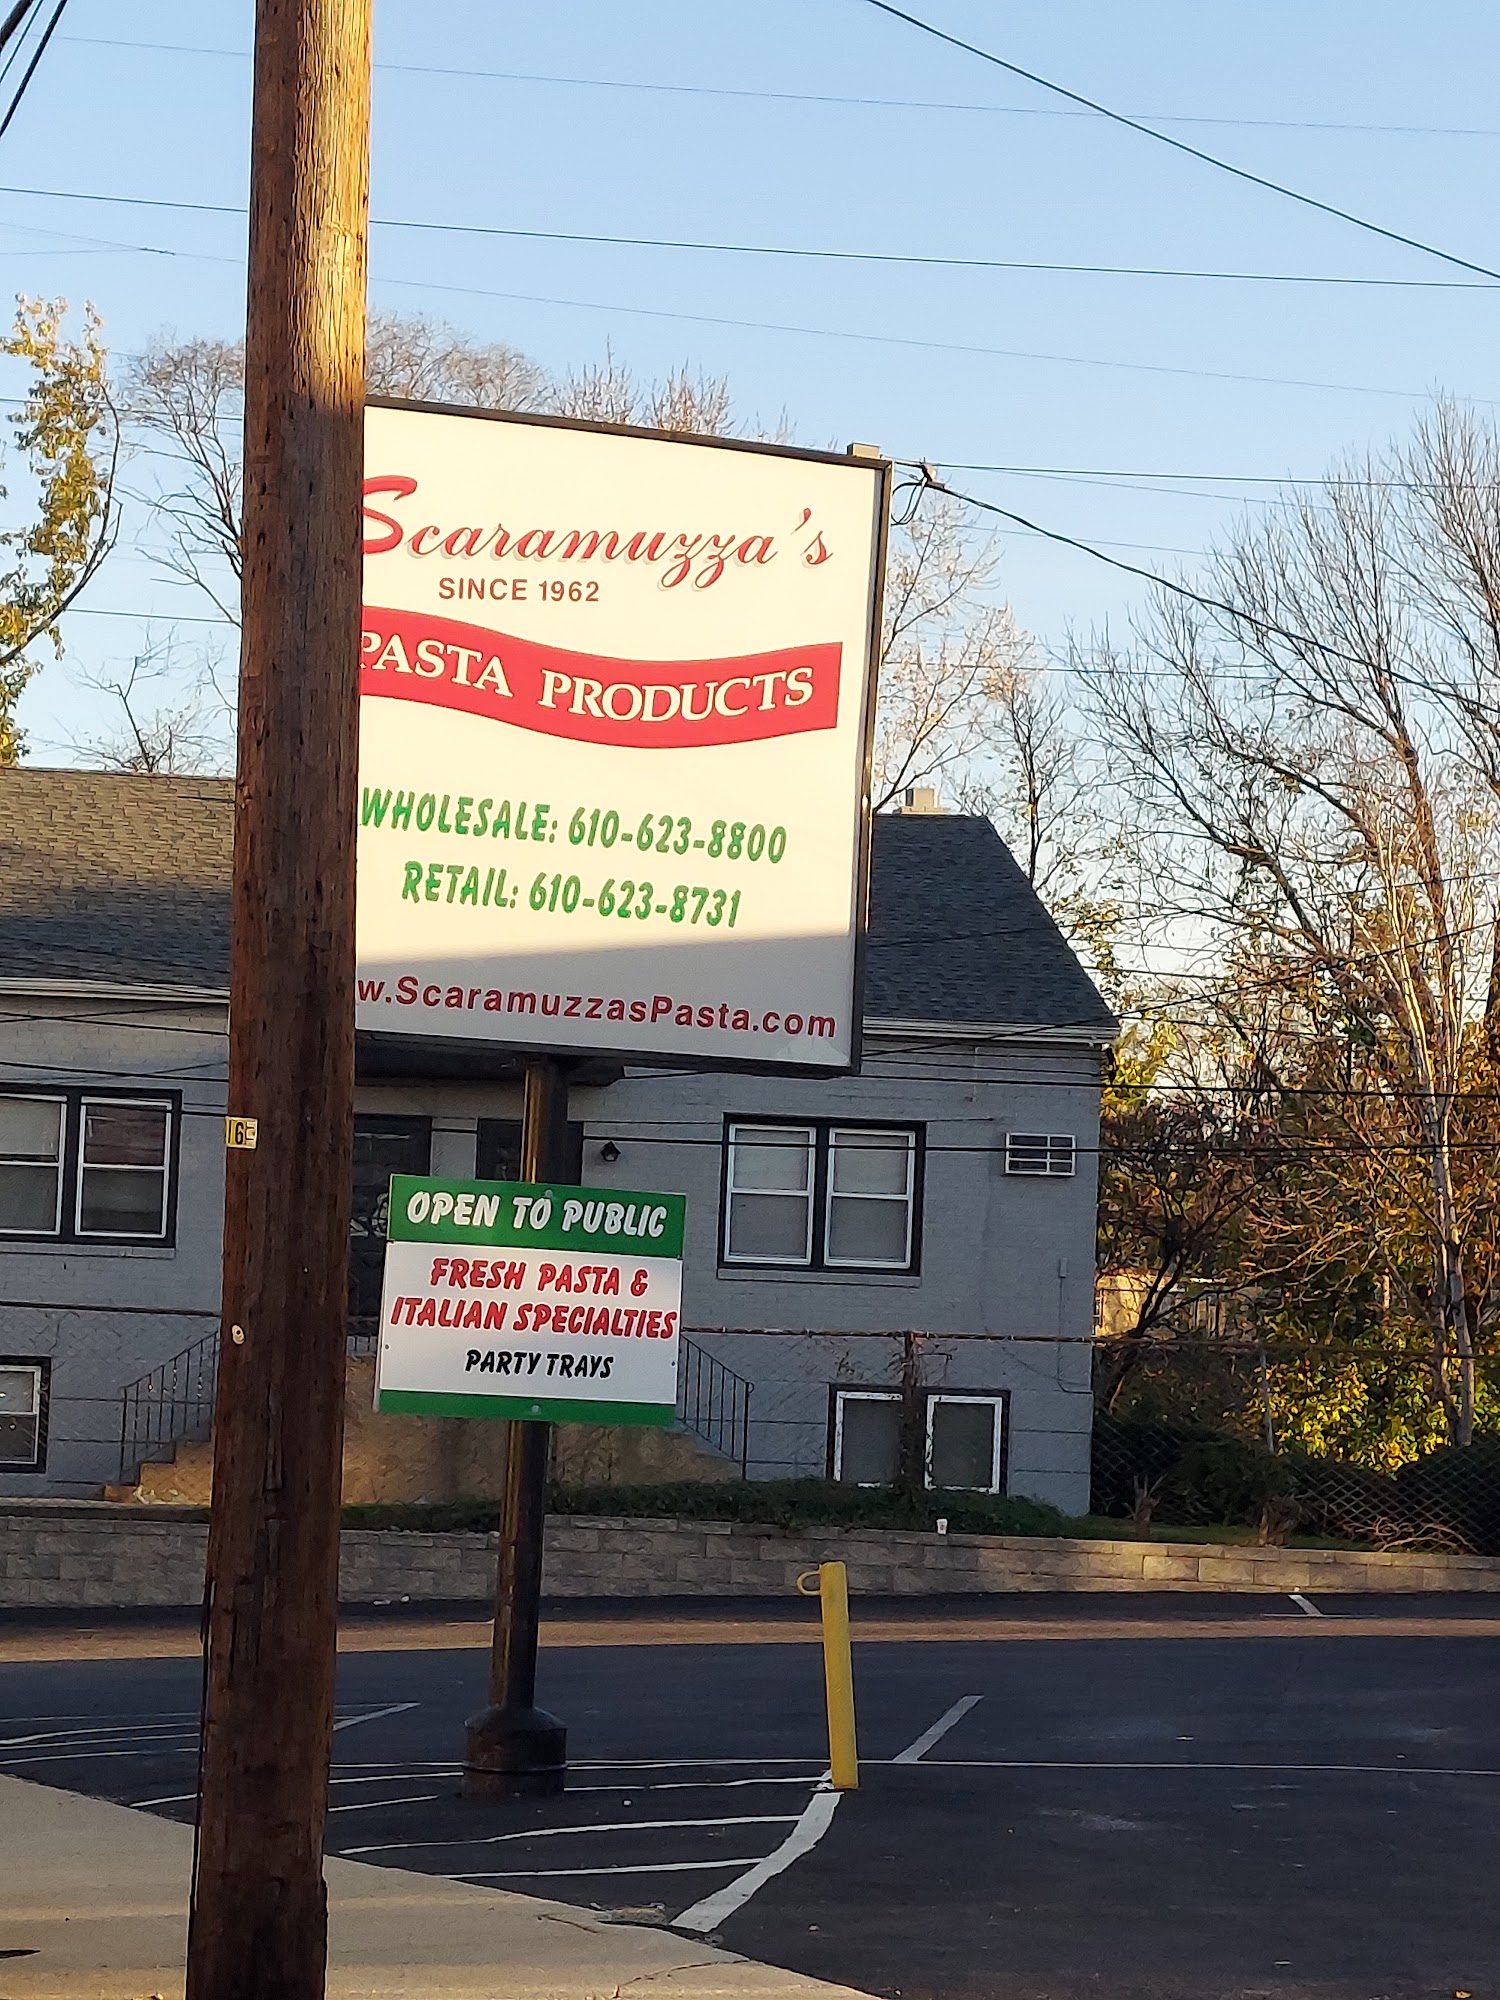 Scaramuzza's
SINCE 1962
PASTA PRODUCTS
WHOLESALE: 610-623-8800
RETAIL: 610-623-8731
w.ScaramuzzasPasta.com
16
OPEN TO PUBLIC
FRESH PASTA &
ITALIAN SPECIALTIES
PARTY TRAYS